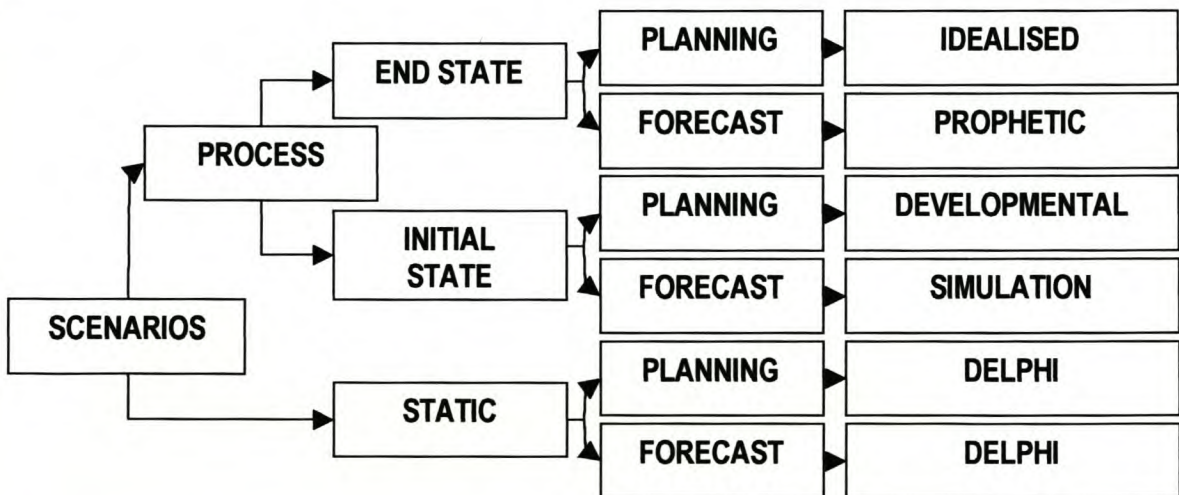 PLANNING
IDEALISED
END STATE
FORECAST
PROPHETIC
PROCESS
PLANNING
DEVELOPMENTAL
INITIAL
STATE
FORECAST
SIMULATION
SCENARIOS
PLANNING
DELPHI
STATIC
FORECAST
DELPHI